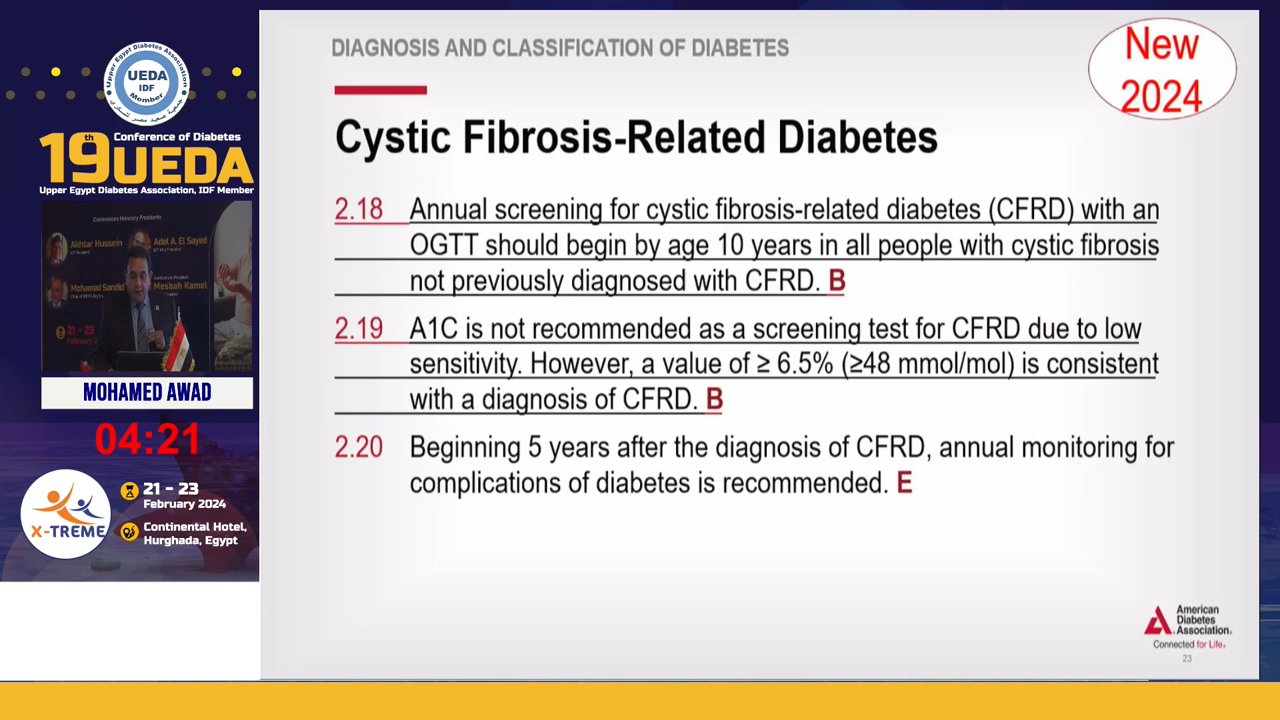 Upper Egypt Diabetes Association
UEDA
IDF
Member
جمعية صعيد مصر للسكرى
19th Conference of Diabetes
UEDA
Upper Egypt Diabetes Association, IDF Member
Conferences Honorary Presidents
Akhtar Hussein
Adel A. El Sayed
Mesbah Kamel
21 - 23
MOHAMED AWAD
04:21
X-TREME
21 - 23
February 2024
Continental Hotel,
Hurghada, Egypt
DIAGNOSIS AND CLASSIFICATION OF DIABETES
New
2024
Cystic Fibrosis-Related Diabetes
2.18 Annual screening for cystic fibrosis-related diabetes (CFRD) with an
OGTT should begin by age 10 years in all people with cystic fibrosis
not previously diagnosed with CFRD. B
2.19 A1C is not recommended as a screening test for CFRD due to low
sensitivity. However, a value of ≥ 6.5% (≥48 mmol/mol) is consistent
with a diagnosis of CFRD. B
2.20 Beginning 5 years after the diagnosis of CFRD, annual monitoring for
complications of diabetes is recommended. E
American
Diabetes
Association.
Connected for Life.
23